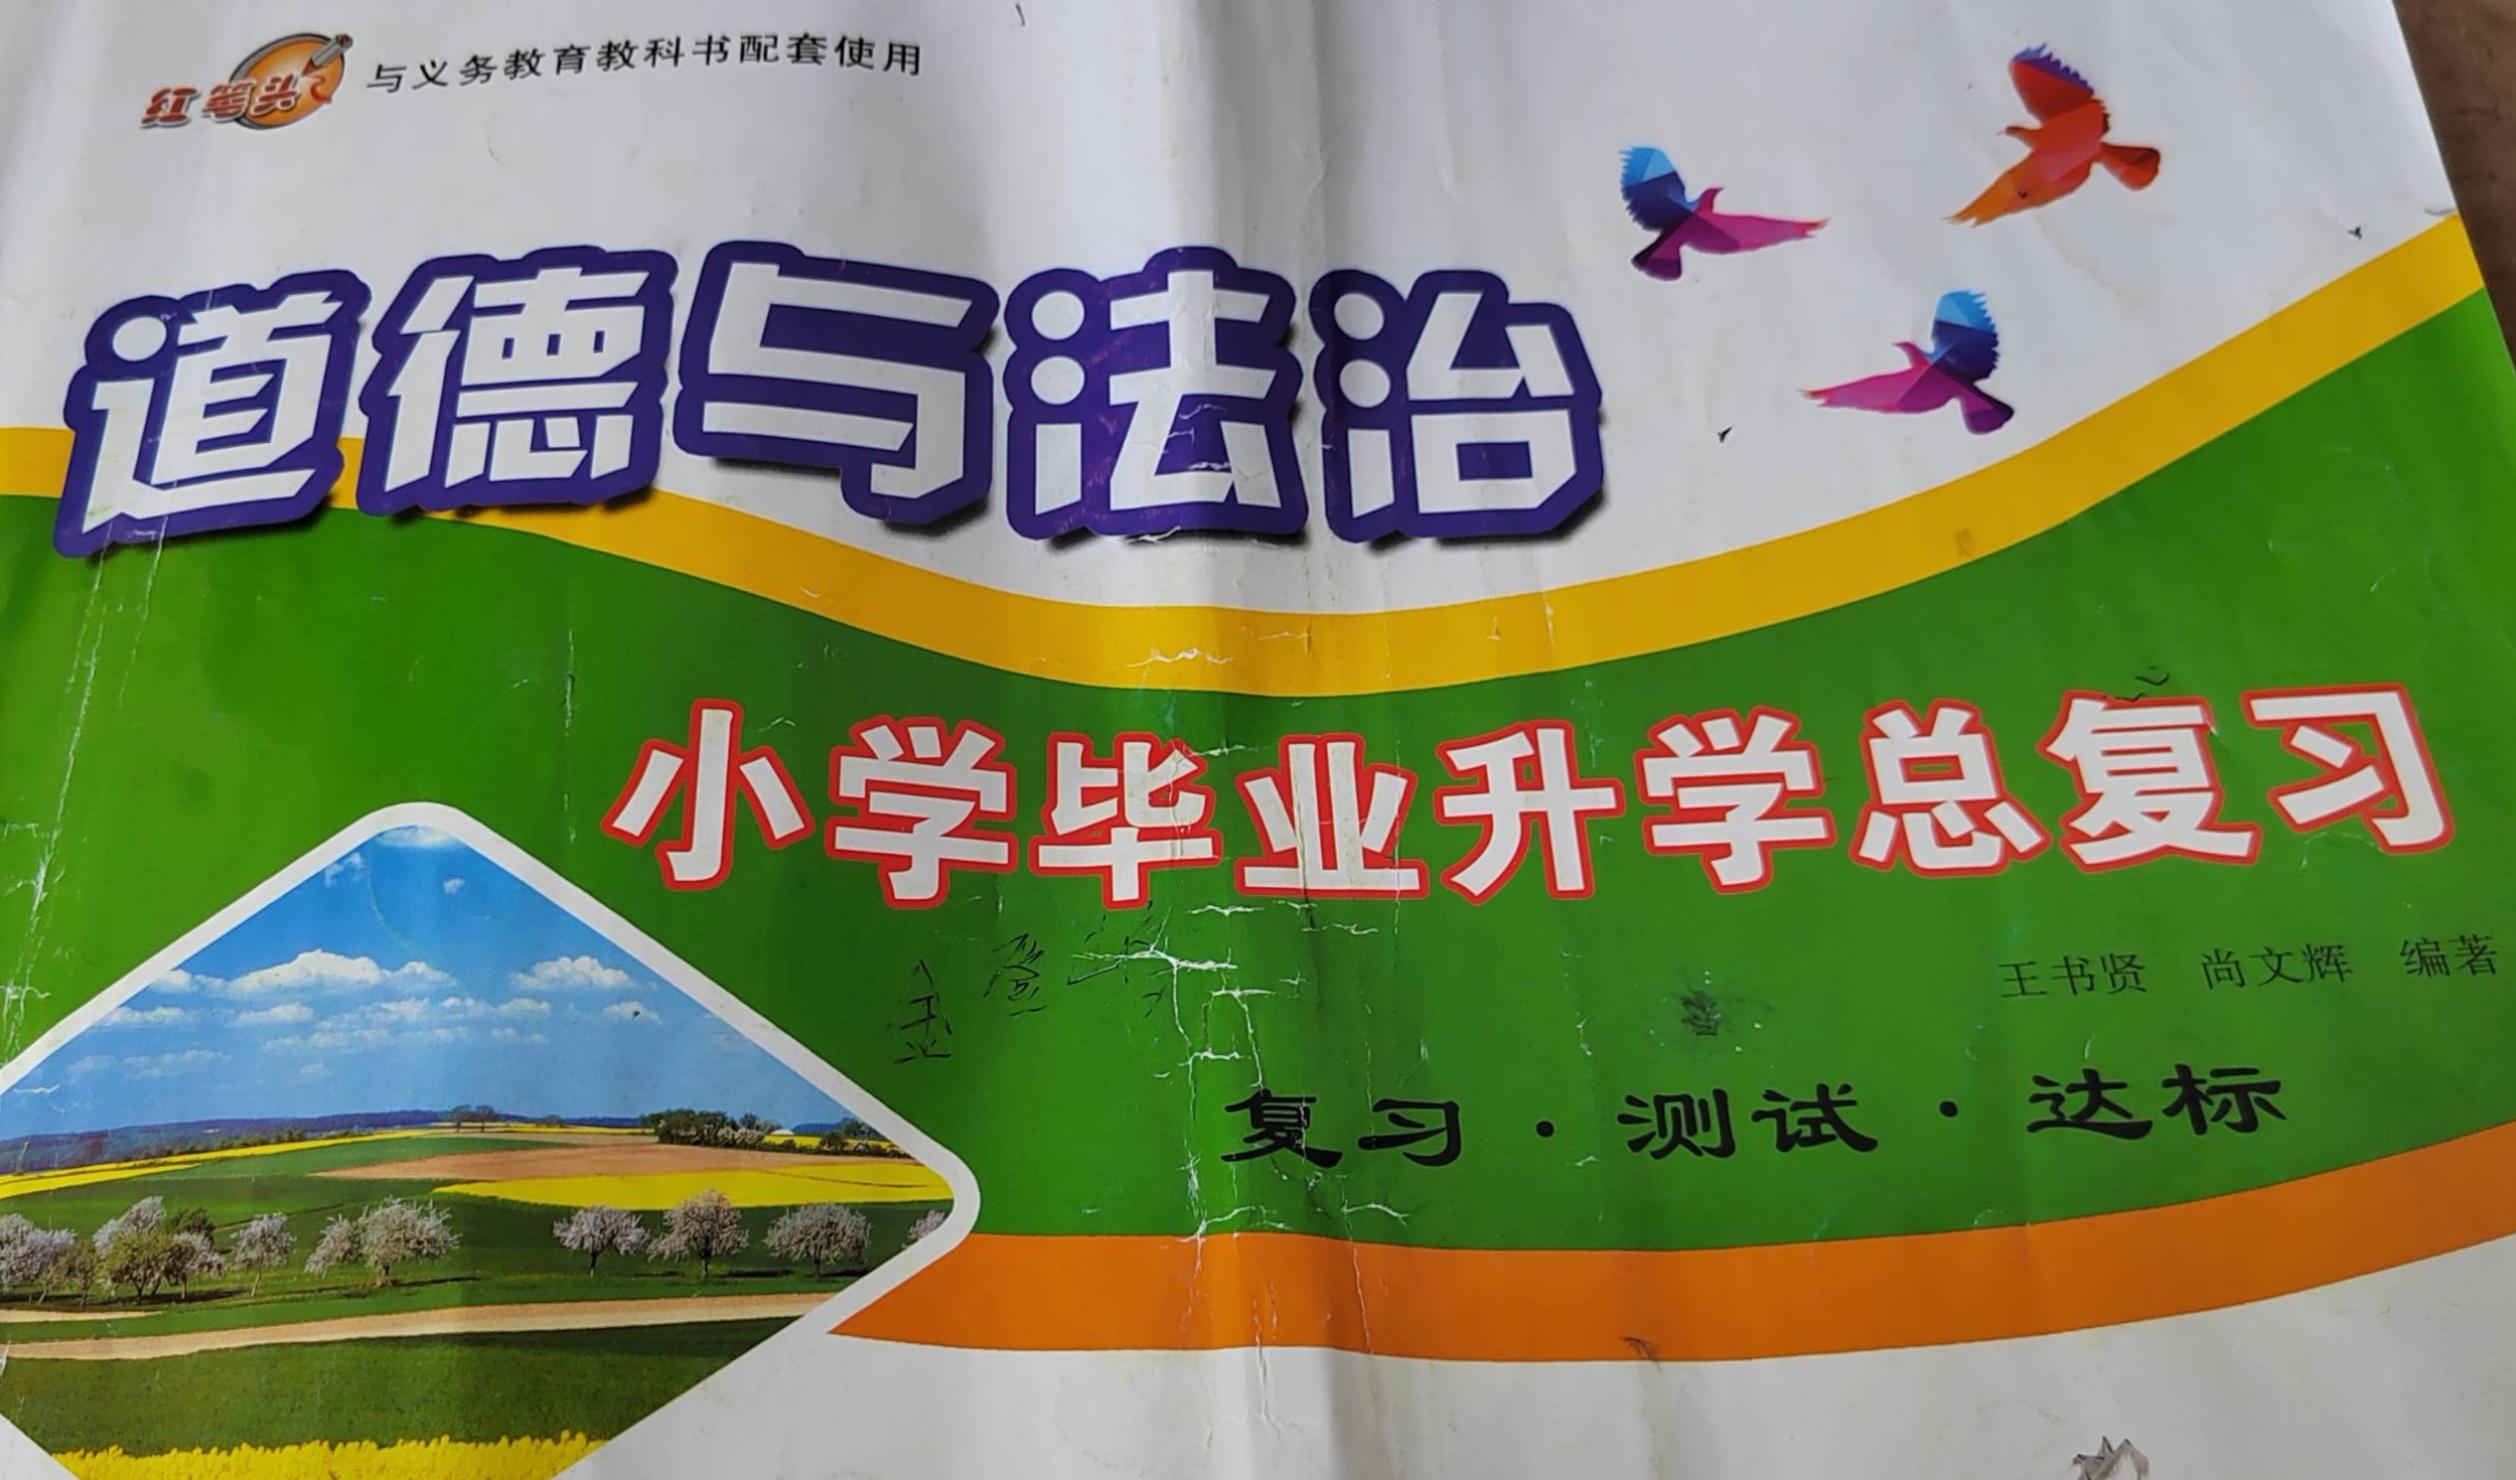 红笔头 与义务教育教科书配套使用
道德与法治
小学毕业升学总复习
王书贤 尚文辉 编著
复习·测试·达标